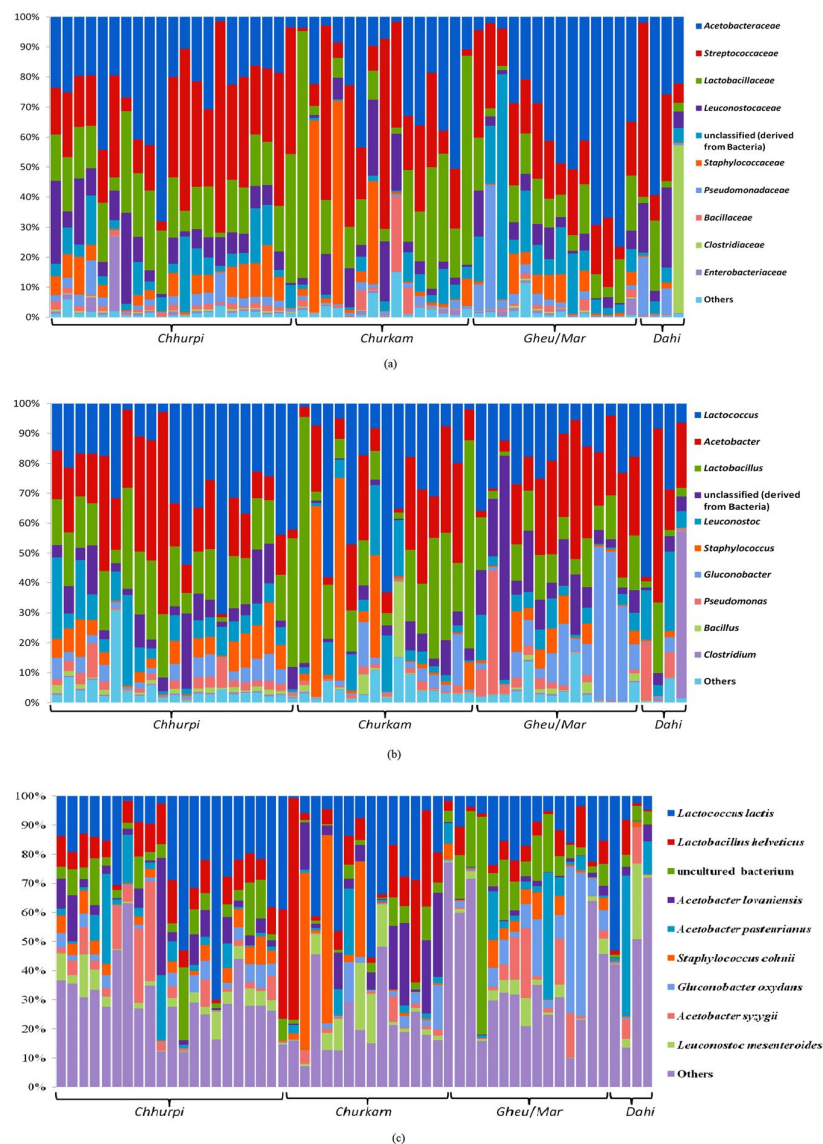 100%
90%
80%
70%
60%
50%
40%
30%
20%
10%
0%
Acetobacteraceae
Streptococcaceae
Lactobacillaceae
Leuconostocaceae
unclassified (derived
from Bacteria)
Staphylococcaceae
Pseudomonadaceae
Bacillaceae
Clostridiaceae
Enterobacteriaceae
Others
Chhurpi Churkam Gheu/Mar Dahi
(a)
100%
90%
80%
70%
60%
50%
40%
30%
20%
10%
0%
Lactococcus
Acetobacter
Lactobacillus
unclassified (derived
from Bacteria)
Leuconostoc
Staphylococcus
Gluconobacter
Pseudomonas
Bacillus
Clostridium
Others
Chhurpi Churkam Gheu/Mar Dahi
(b)
100%
90%
80%
70%
60%
50%
40%
30%
20%
10%
0%
Lactococcus lactis
Lactobacillus helveticus
uncultured bacterium
Acetobacter lovaniensis
Acetobacter pasteurianus
Staphylococcus cohnii
Gluconobacter oxydans
Acetobacter syzygii
Leuconostoc mesenteroides
Others
Chhurpi Churkam Gheu/Mar Dahi
(c)